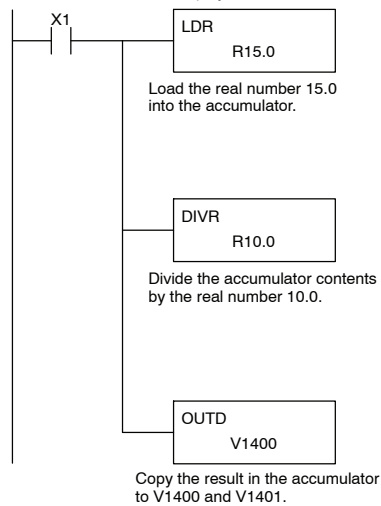 X1
LDR
R15.0
Load the real number 15.0
into the accumulator.
DIVR
R10.0
Divide the accumulator contents
by the real number 10.0.
OUTD
V1400
Copy the result in the accumulator
to V1400 and V1401.